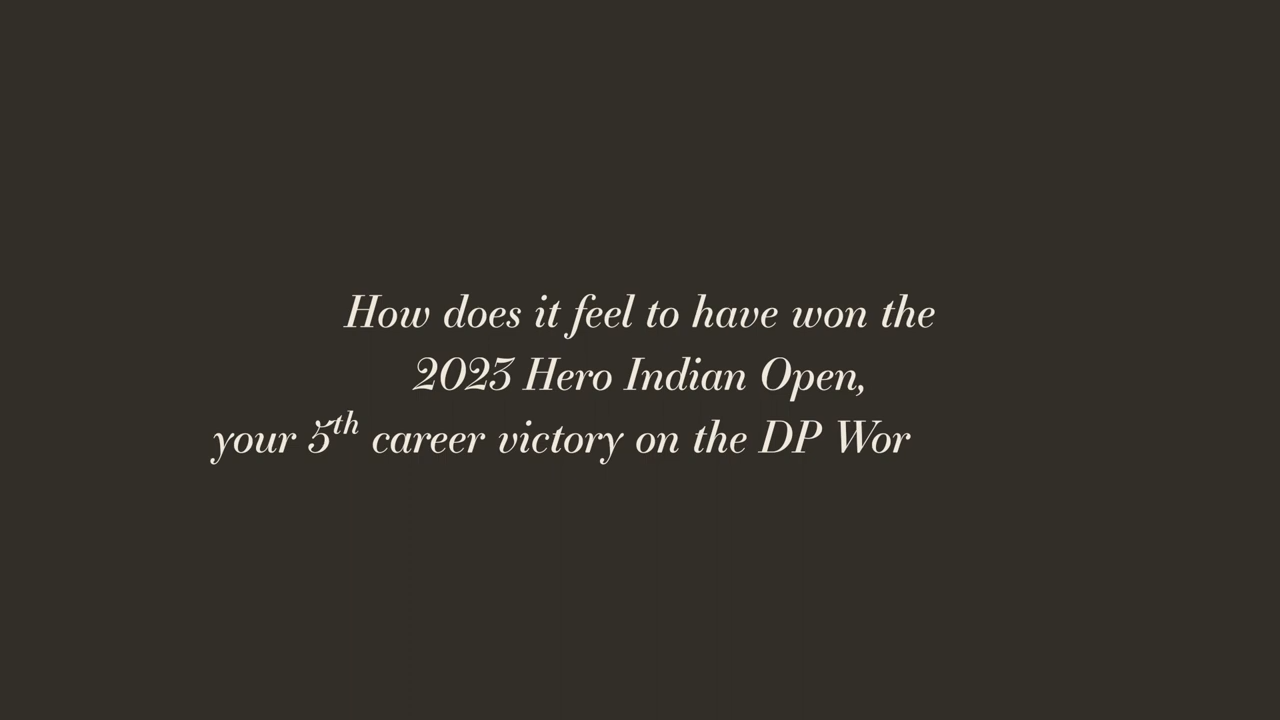 How does it feel to have won the
2023 Hero Indian Open,
your 5th career victory on the DP Wor